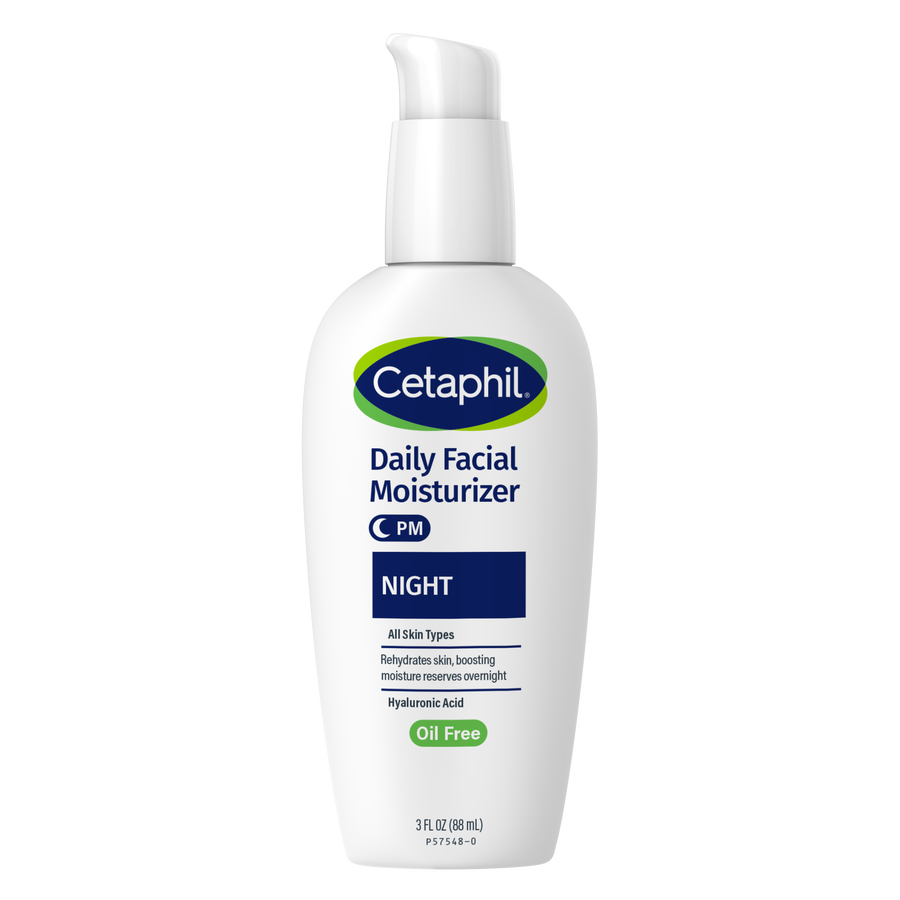 Cetaphil®
Daily Facial
Moisturizer
PM
NIGHT
All Skin Types
Rehydrates skin, boosting
moisture reserves overnight
Hyaluronic Acid
Oil Free
3 FL OZ (88 mL)
P57548-0